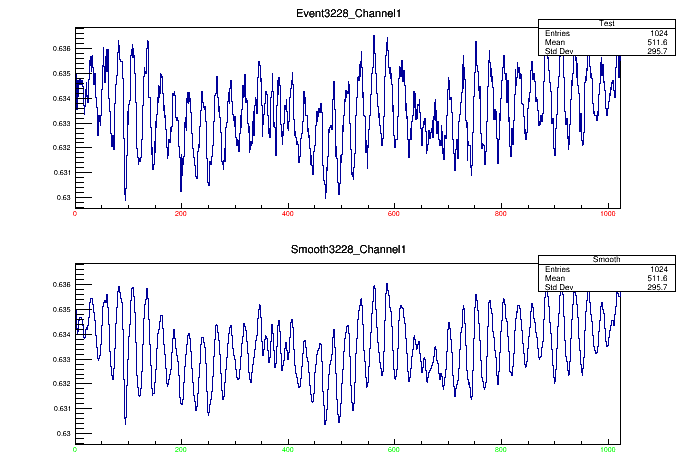 Event3228_Channel1
Test
Entries 1024
Mean 511.6
Std Dev 295.7
0.636
0.635
0.634
0.633
0.632
0.631
0.63
0 200 400 600 800 1000
Smooth3228_Channel1
Smooth
Entries 1024
Mean 511.6
Std Dev 295.7
0.636
0.635
0.634
0.633
0.632
0.631
0.63
0 200 400 600 800 1000